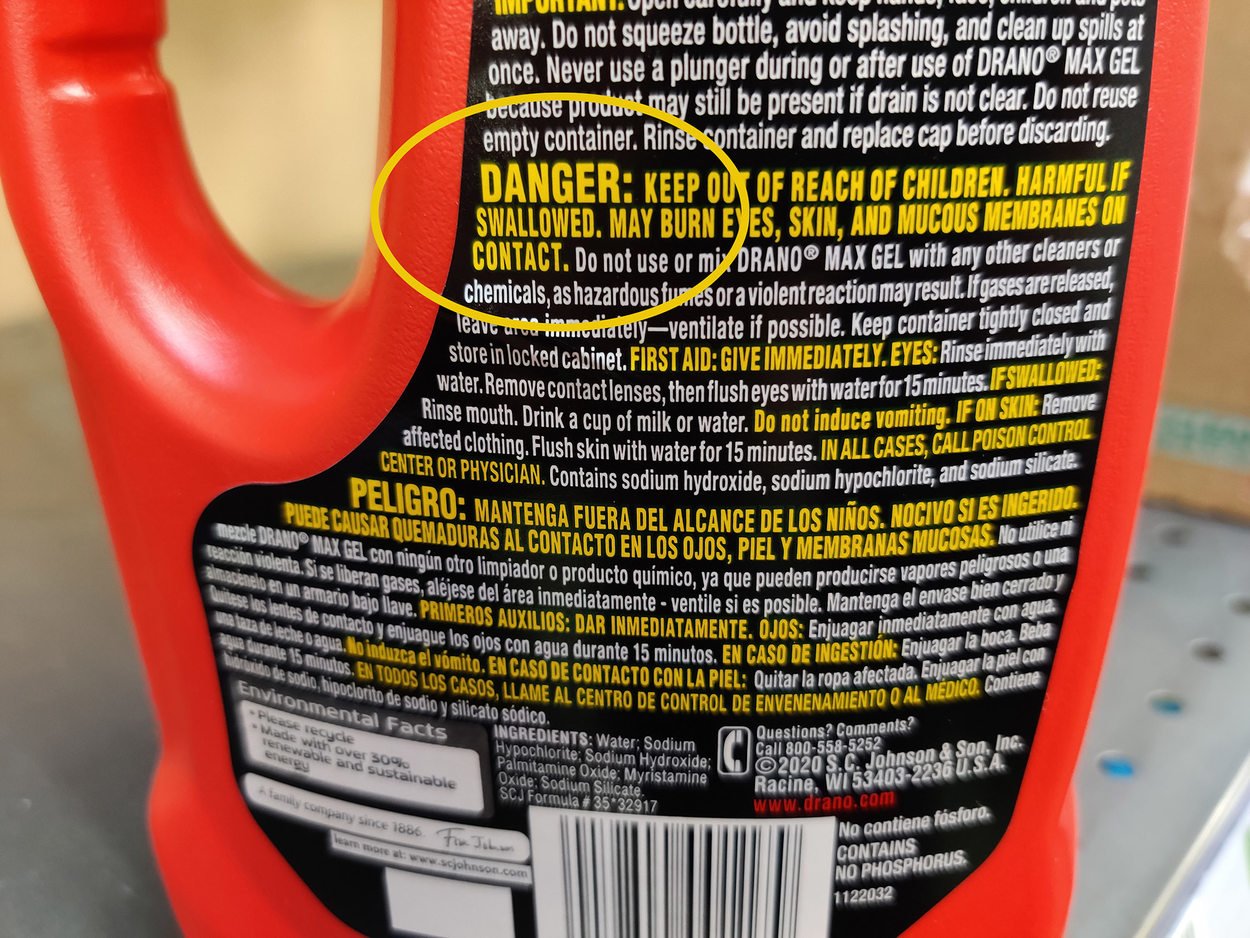 IMPORTANT: Open carefully and keep hands, face, children and pets
away. Do not squeeze bottle, avoid splashing, and clean up spills at
once. Never use a plunger during or after use of DRANO® MAX GEL
because product may still be present if drain is not clear. Do not reuse
empty container. Rinse container and replace cap before discarding.
DANGER: KEEP OUT OF REACH OF CHILDREN. HARMFUL IF
SWALLOWED. MAY BURN EYES, SKIN, AND MUCOUS MEMBRANES ON
CONTACT. Do not use or mix DRANO® MAX GEL with any other cleaners or
chemicals, as hazardous fumes or a violent reaction may result. If gases are released,
leave area immediately—ventilate if possible. Keep container tightly closed and
store in locked cabinet. FIRST AID: GIVE IMMEDIATELY. EYES: Rinse immediately with
water. Remove contact lenses, then flush eyes with water for 15 minutes. IF SWALLOWED:
Rinse mouth. Drink a cup of milk or water. Do not induce vomiting. IF ON SKIN: Remove
affected clothing. Flush skin with water for 15 minutes. IN ALL CASES, CALL POISON CONTROL
CENTER OR PHYSICIAN. Contains sodium hydroxide, sodium hypochlorite, and sodium silicate.
PELIGRO: MANTENGA FUERA DEL ALCANCE DE LOS NIÑOS. NOCIVO SI ES INGERIDO.
PUEDE CAUSAR QUEMADURAS AL CONTACTO EN LOS OJOS, PIEL Y MEMBRANAS MUCOSAS. No utilice ni
mezcle DRANO® MAX GEL con ningún otro limpiador o producto químico, ya que pueden producirse vapores peligrosos o una
reacción violenta. Si se liberan gases, aléjese del área inmediatamente - ventile si es posible. Mantenga el envase bien cerrado y
almacénelo en un armario bajo llave. PRIMEROS AUXILIOS: DAR INMEDIATAMENTE. OJOS: Enjuagar inmediatamente con agua.
Quítese los lentes de contacto y enjuague los ojos con agua durante 15 minutos. EN CASO DE INGESTIÓN: Enjuagar la boca. Beba
una taza de leche o agua. No induzca el vómito. EN CASO DE CONTACTO CON LA PIEL: Quitar la ropa afectada. Enjuagar la piel con
agua durante 15 minutos. EN TODOS LOS CASOS, LLAME AL CENTRO DE CONTROL DE ENVENENAMIENTO O AL MÉDICO. Contiene
hidróxido de sodio, hipoclorito de sodio y silicato sódico.
Environmental Facts
• Please recycle
• Made with over 30%
renewable and sustainable
energy
A family company since 1886.
learn more at: www.scjohnson.com
INGREDIENTS: Water; Sodium
Hypochlorite; Sodium Hydroxide;
Palmitamine Oxide; Myristamine
Oxide; Sodium Silicate.
SCJ Formula # 35*32917
Questions? Comments?
Call 800-558-5252
©2020 S.C. Johnson & Son, Inc.
Racine, WI 53403-2236 U.S.A.
www.drano.com
No contiene fósforo.
CONTAINS
NO PHOSPHORUS.
1122032